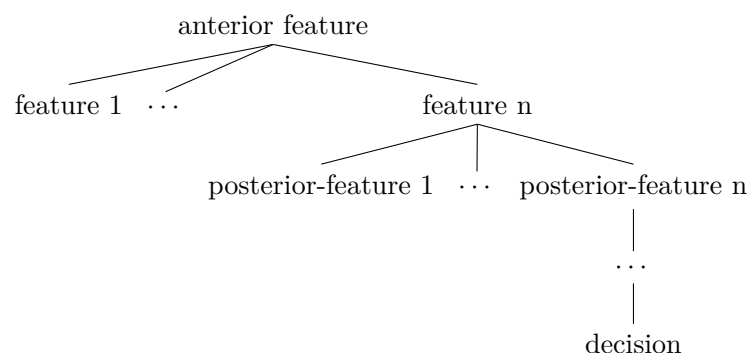 anterior feature
feature 1 ⋯ feature n
posterior-feature 1 ⋯ posterior-feature n
⋯
decision